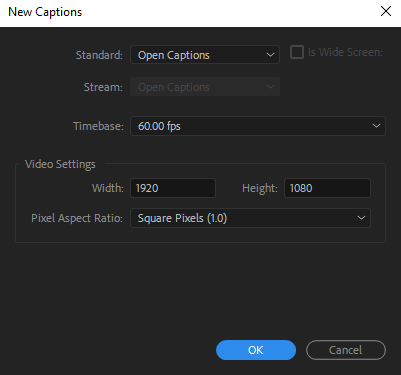 New Captions
Standard: Open Captions Is Wide Screen:
Stream: Open Captions
Timebase: 60.00 fps
Video Settings
Width: 1920 Height: 1080
Pixel Aspect Ratio: Square Pixels (1.0)
OK Cancel